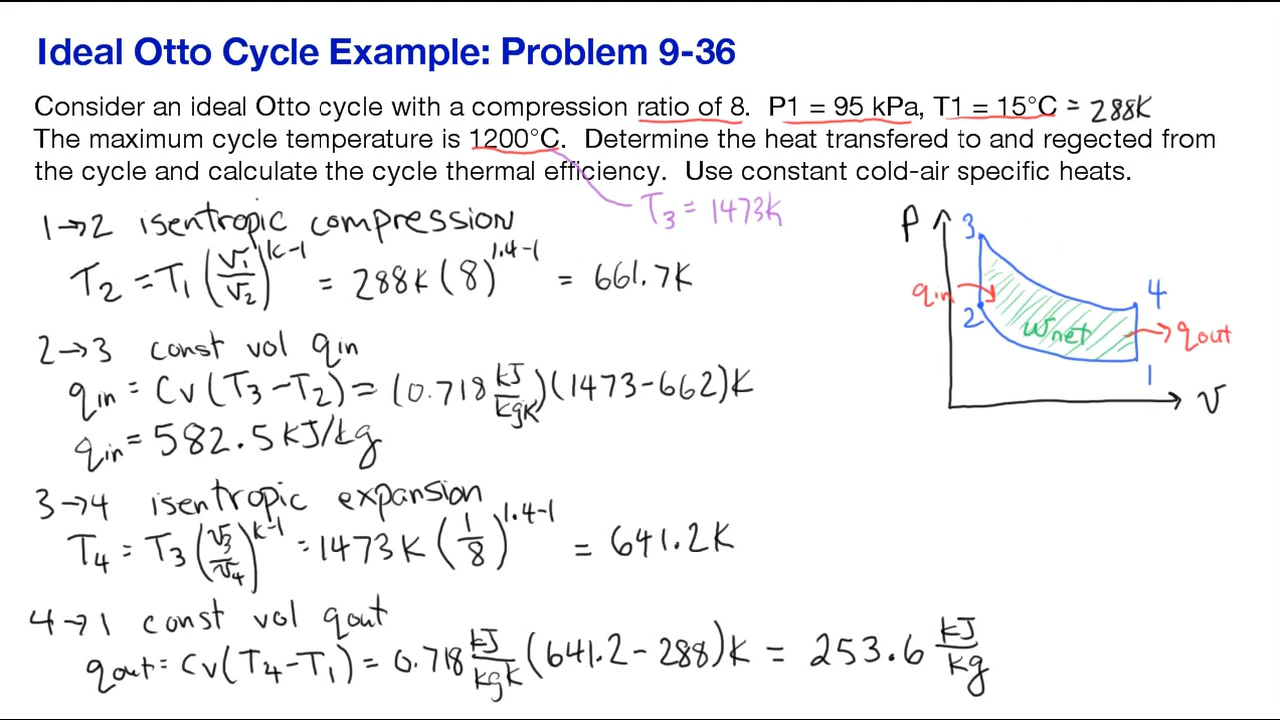 Ideal Otto Cycle Example: Problem 9-36
Consider an ideal Otto cycle with a compression ratio of 8.  P1 = 95 kPa, T1 = 15°C = 288K
The maximum cycle temperature is 1200°C.  Determine the heat transfered to and regected from
the cycle and calculate the cycle thermal efficiency.  Use constant cold-air specific heats.
T₃ = 1473K
1→2 isentropic compression
T₂ = T₁ (v₁/v₂)^k-1 = 288K (8)^1.4-1 = 661.7K
2→3 const vol qin
qin = Cv (T₃-T₂) = (0.718 kJ/kgK)(1473-662)K
qin = 582.5 kJ/kg
3→4 isentropic expansion
T₄ = T₃ (v₃/v₄)^k-1 = 1473K (1/8)^1.4-1 = 641.2K
4→1 const vol qout
qout = Cv(T₄-T₁) = 0.718 kJ/kgK (641.2-288)K = 253.6 kJ/kg
P
3
qin
4
2
wnet
qout
1
v